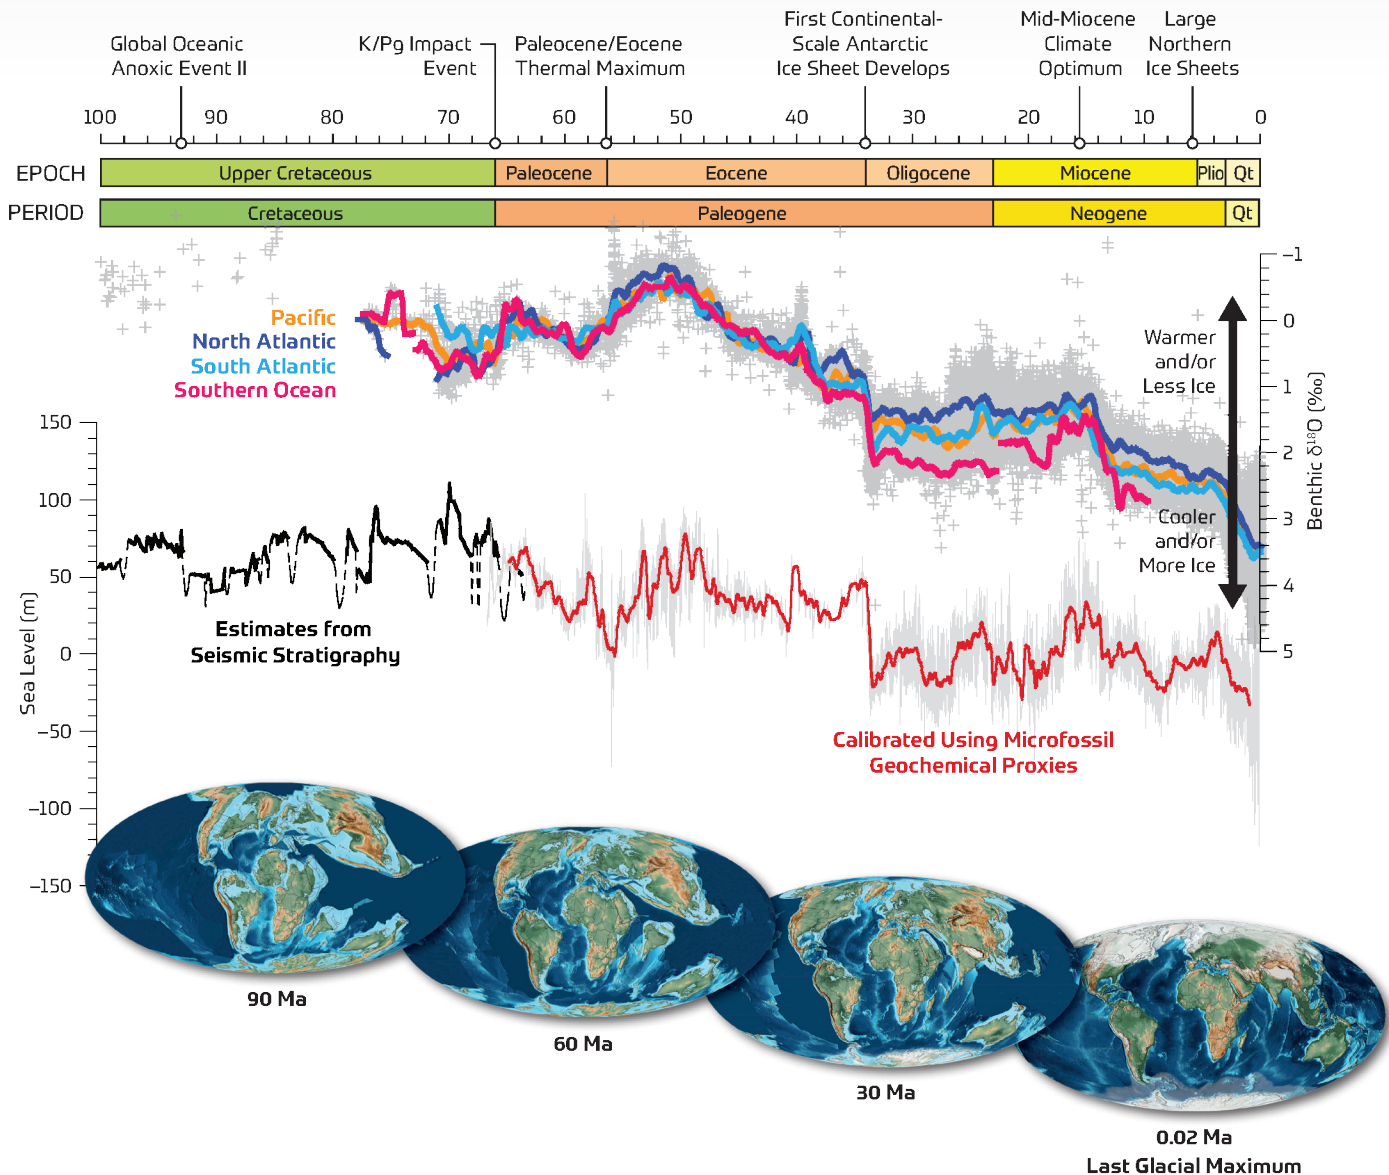 Global Oceanic
Anoxic Event II
K/Pg Impact
Event
Paleocene/Eocene
Thermal Maximum
First Continental-
Scale Antarctic
Ice Sheet Develops
Mid-Miocene
Climate
Optimum
Large
Northern
Ice Sheets
100 90 80 70 60 50 40 30 20 10 0
EPOCH Upper Cretaceous Paleocene Eocene Oligocene Miocene Plio Qt
PERIOD Cretaceous Paleogene Neogene Qt
Pacific
North Atlantic
South Atlantic
Southern Ocean
Warmer
and/or
Less Ice
Cooler
and/or
More Ice
–1
0
1
2
3
4
5
Benthic δ¹⁸O (‰)
150
100
50
0
–50
–100
–150
Sea Level (m)
Estimates from
Seismic Stratigraphy
Calibrated Using Microfossil
Geochemical Proxies
90 Ma
60 Ma
30 Ma
0.02 Ma
Last Glacial Maximum